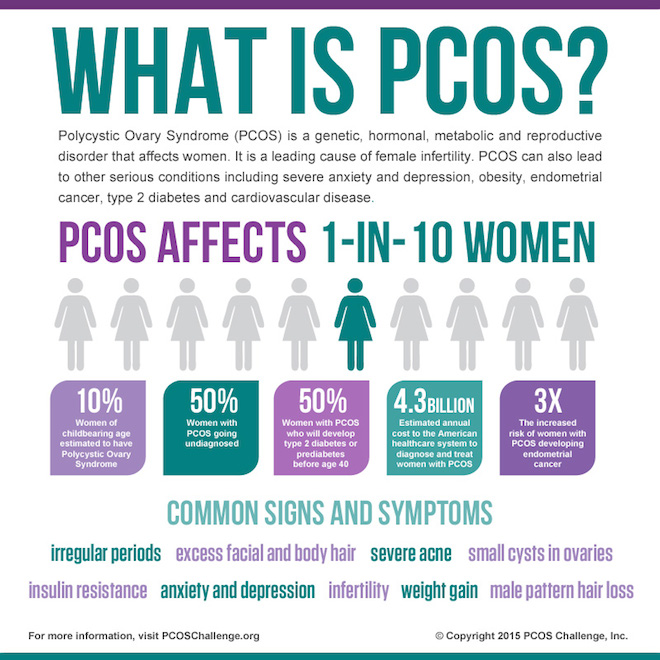 WHAT IS PCOS?
Polycystic Ovary Syndrome (PCOS) is a genetic, hormonal, metabolic and reproductive
disorder that affects women. It is a leading cause of female infertility. PCOS can also lead
to other serious conditions including severe anxiety and depression, obesity, endometrial
cancer, type 2 diabetes and cardiovascular disease.
PCOS AFFECTS 1-IN-10 WOMEN
10%
Women of
childbearing age
estimated to have
Polycystic Ovary
Syndrome
50%
Women with
PCOS going
undiagnosed
50%
Women with PCOS
who will develop
type 2 diabetes or
prediabetes
before age 40
4.3BILLION
Estimated annual
cost to the American
healthcare system to
diagnose and treat
women with PCOS
3X
The increased
risk of women with
PCOS developing
endometrial
cancer
COMMON SIGNS AND SYMPTOMS
irregular periods excess facial and body hair severe acne small cysts in ovaries
insulin resistance anxiety and depression infertility weight gain male pattern hair loss
For more information, visit PCOSChallenge.org
© Copyright 2015 PCOS Challenge, Inc.